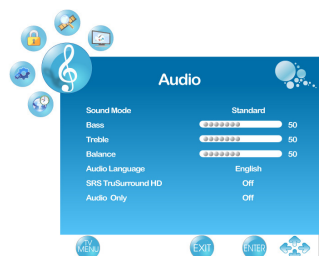 Audio
Sound Mode Standard
Bass 50
Treble 50
Balance 50
Audio Language English
SRS TruSurround HD Off
Audio Only Off
TV MENU EXIT ENTER